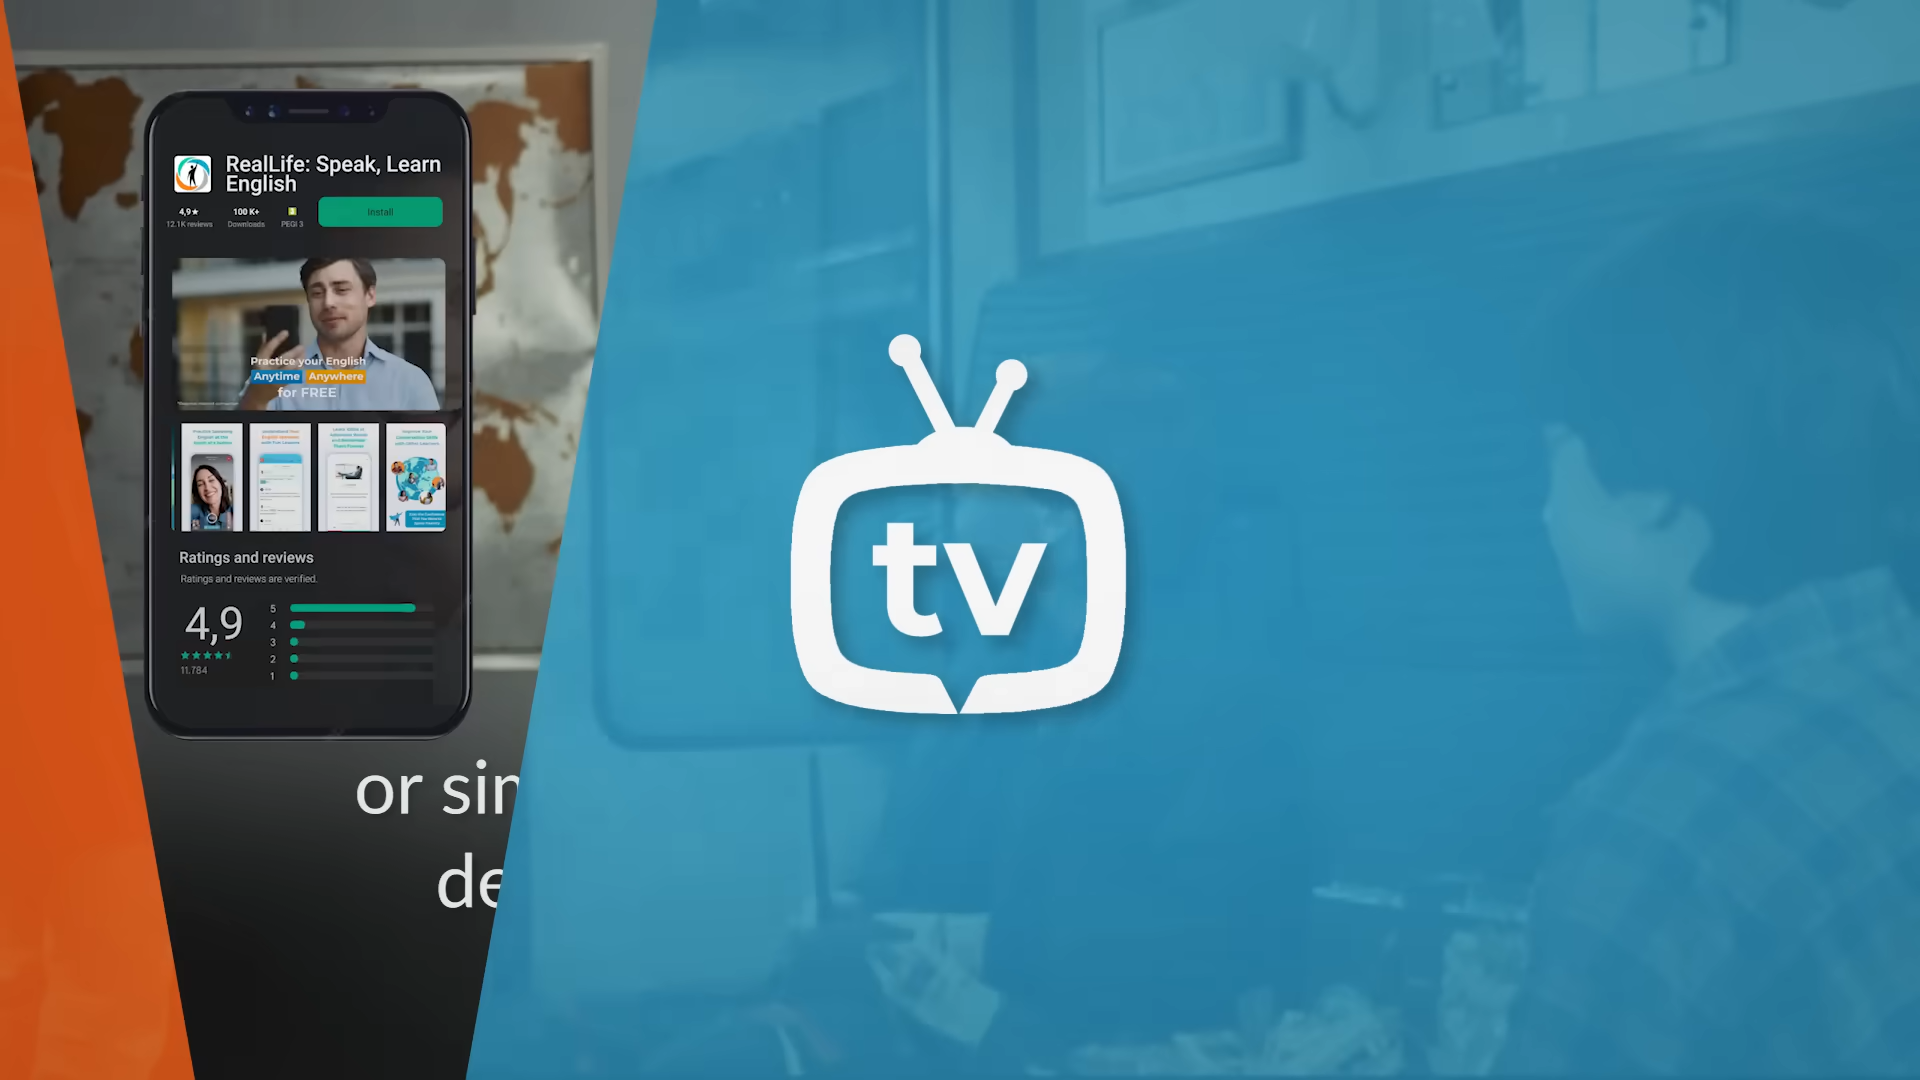 RealLife: Speak, Learn
English
4,9★
100 K+
Install
12.1K reviews
Downloads
PEGI 3
Practice your English
Anytime Anywhere
for FREE
Ratings and reviews
Ratings and reviews are verified.
4,9
11.784
5
4
3
2
1
tv
or sin
de